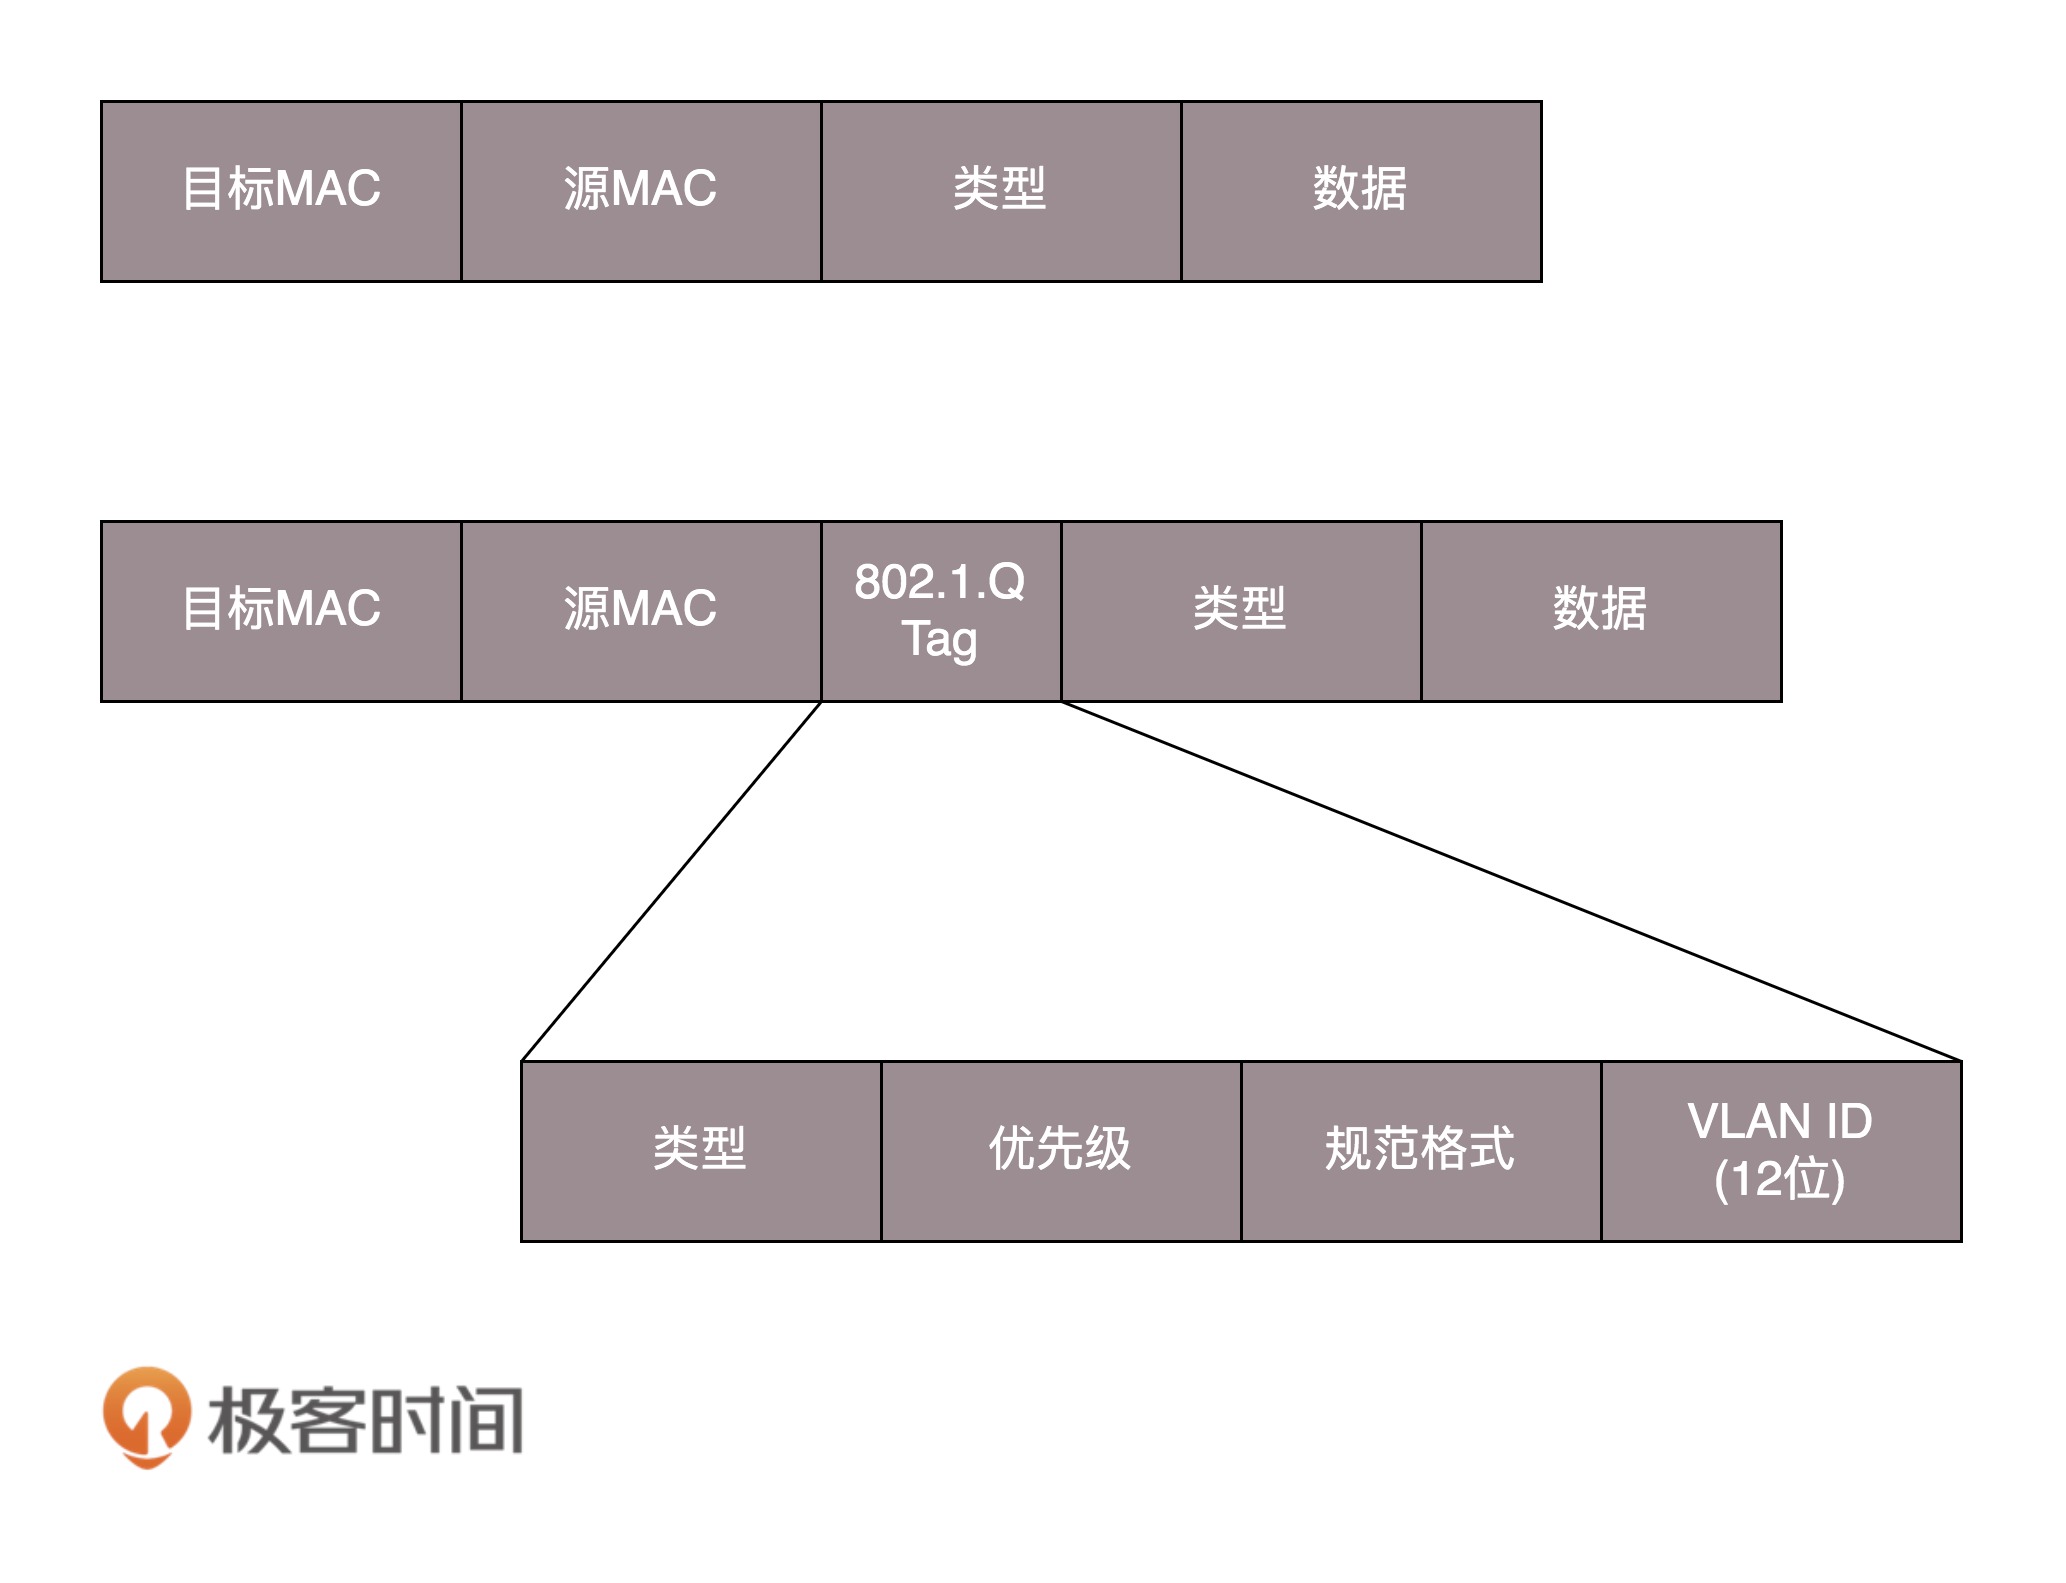 目标MAC
源MAC
类型
数据
目标MAC
源MAC
802.1.Q
Tag
类型
数据
类型
优先级
规范格式
VLAN ID
(12位)
极客时间